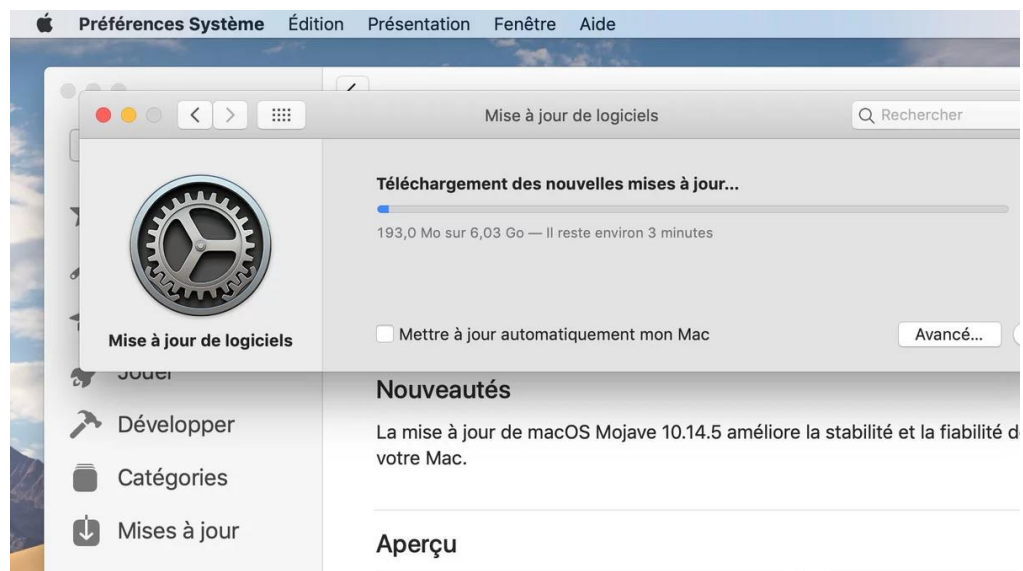 Préférences Système Édition Présentation Fenêtre Aide
Mise à jour de logiciels
Rechercher
Téléchargement des nouvelles mises à jour...
193,0 Mo sur 6,03 Go — Il reste environ 3 minutes
Mise à jour de logiciels
Mettre à jour automatiquement mon Mac
Avancé...
Jouer
Développer
Catégories
Mises à jour
Nouveautés
La mise à jour de macOS Mojave 10.14.5 améliore la stabilité et la fiabilité
votre Mac.
Aperçu